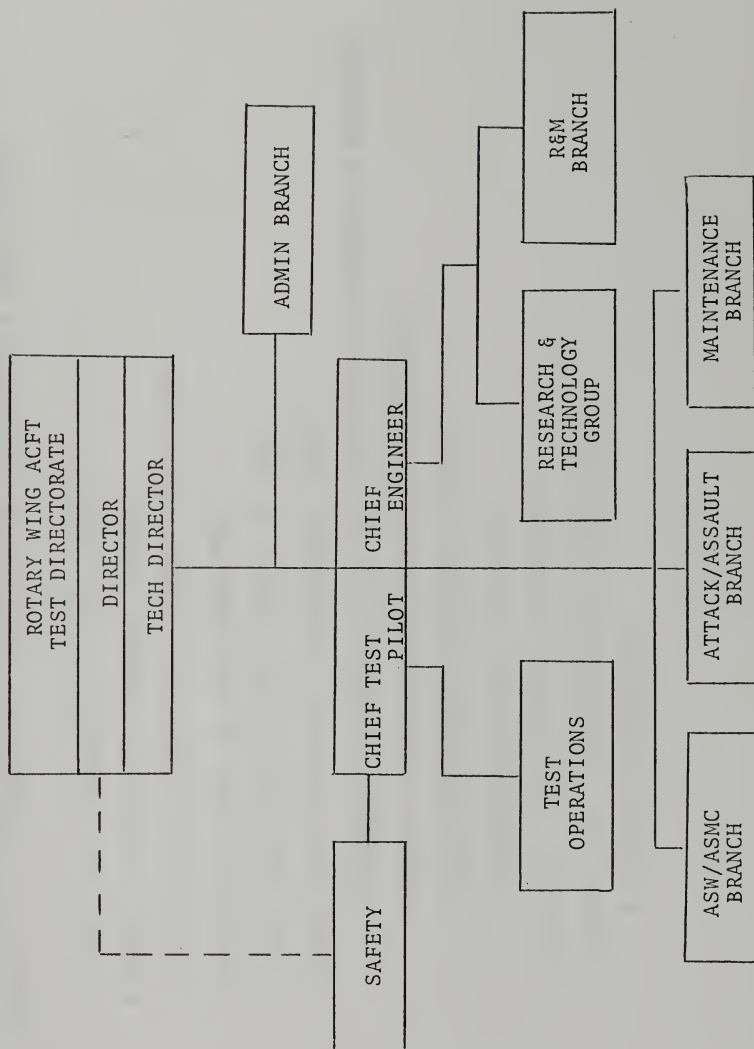 ROTARY WING ACFT
TEST DIRECTORATE
DIRECTOR
TECH DIRECTOR
ADMIN BRANCH
SAFETY
CHIEF TEST
PILOT
CHIEF
ENGINEER
TEST
OPERATIONS
RESEARCH &
TECHNOLOGY
GROUP
R&M
BRANCH
ASW/ASMC
BRANCH
ATTACK/ASSAULT
BRANCH
MAINTENANCE
BRANCH